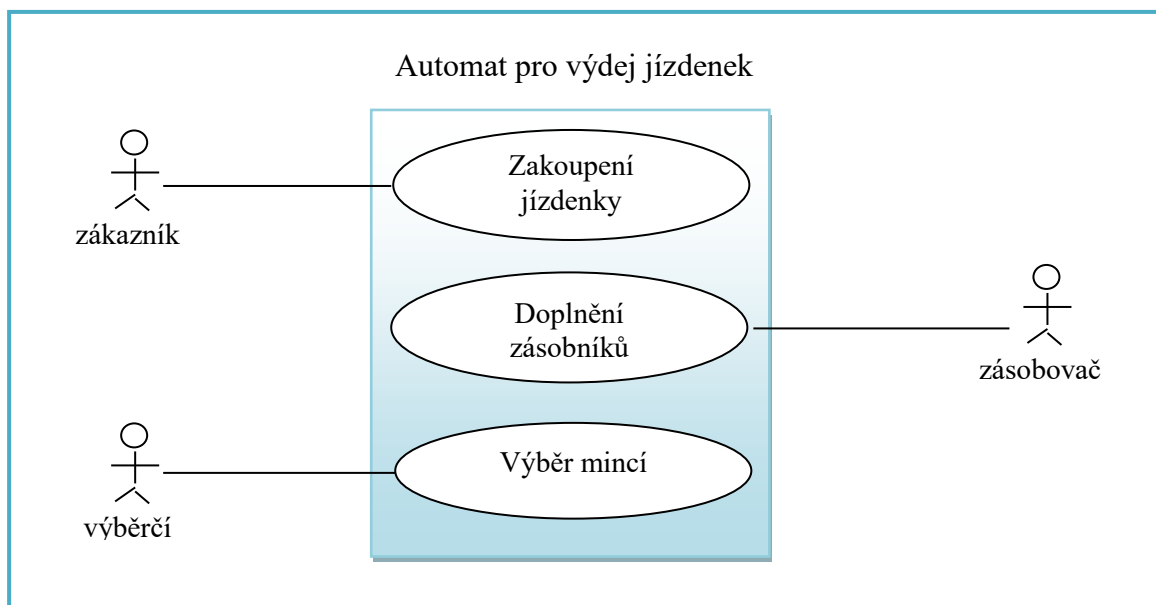 Automat pro výdej jízdenek
Zakoupení
jízdenky
zákazník
Doplnění
zásobníků
zásobovač
Výběr mincí
výběrčí